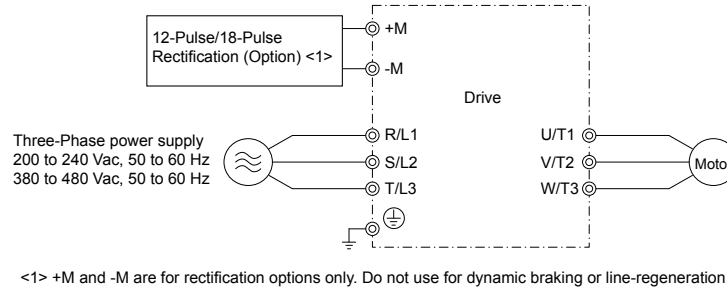 12-Pulse/18-Pulse
Rectification (Option) <1>
+M
-M
Drive
Three-Phase power supply
200 to 240 Vac, 50 to 60 Hz
380 to 480 Vac, 50 to 60 Hz
R/L1
S/L2
T/L3
U/T1
V/T2
W/T3
Moto
<1> +M and -M are for rectification options only. Do not use for dynamic braking or line-regeneration